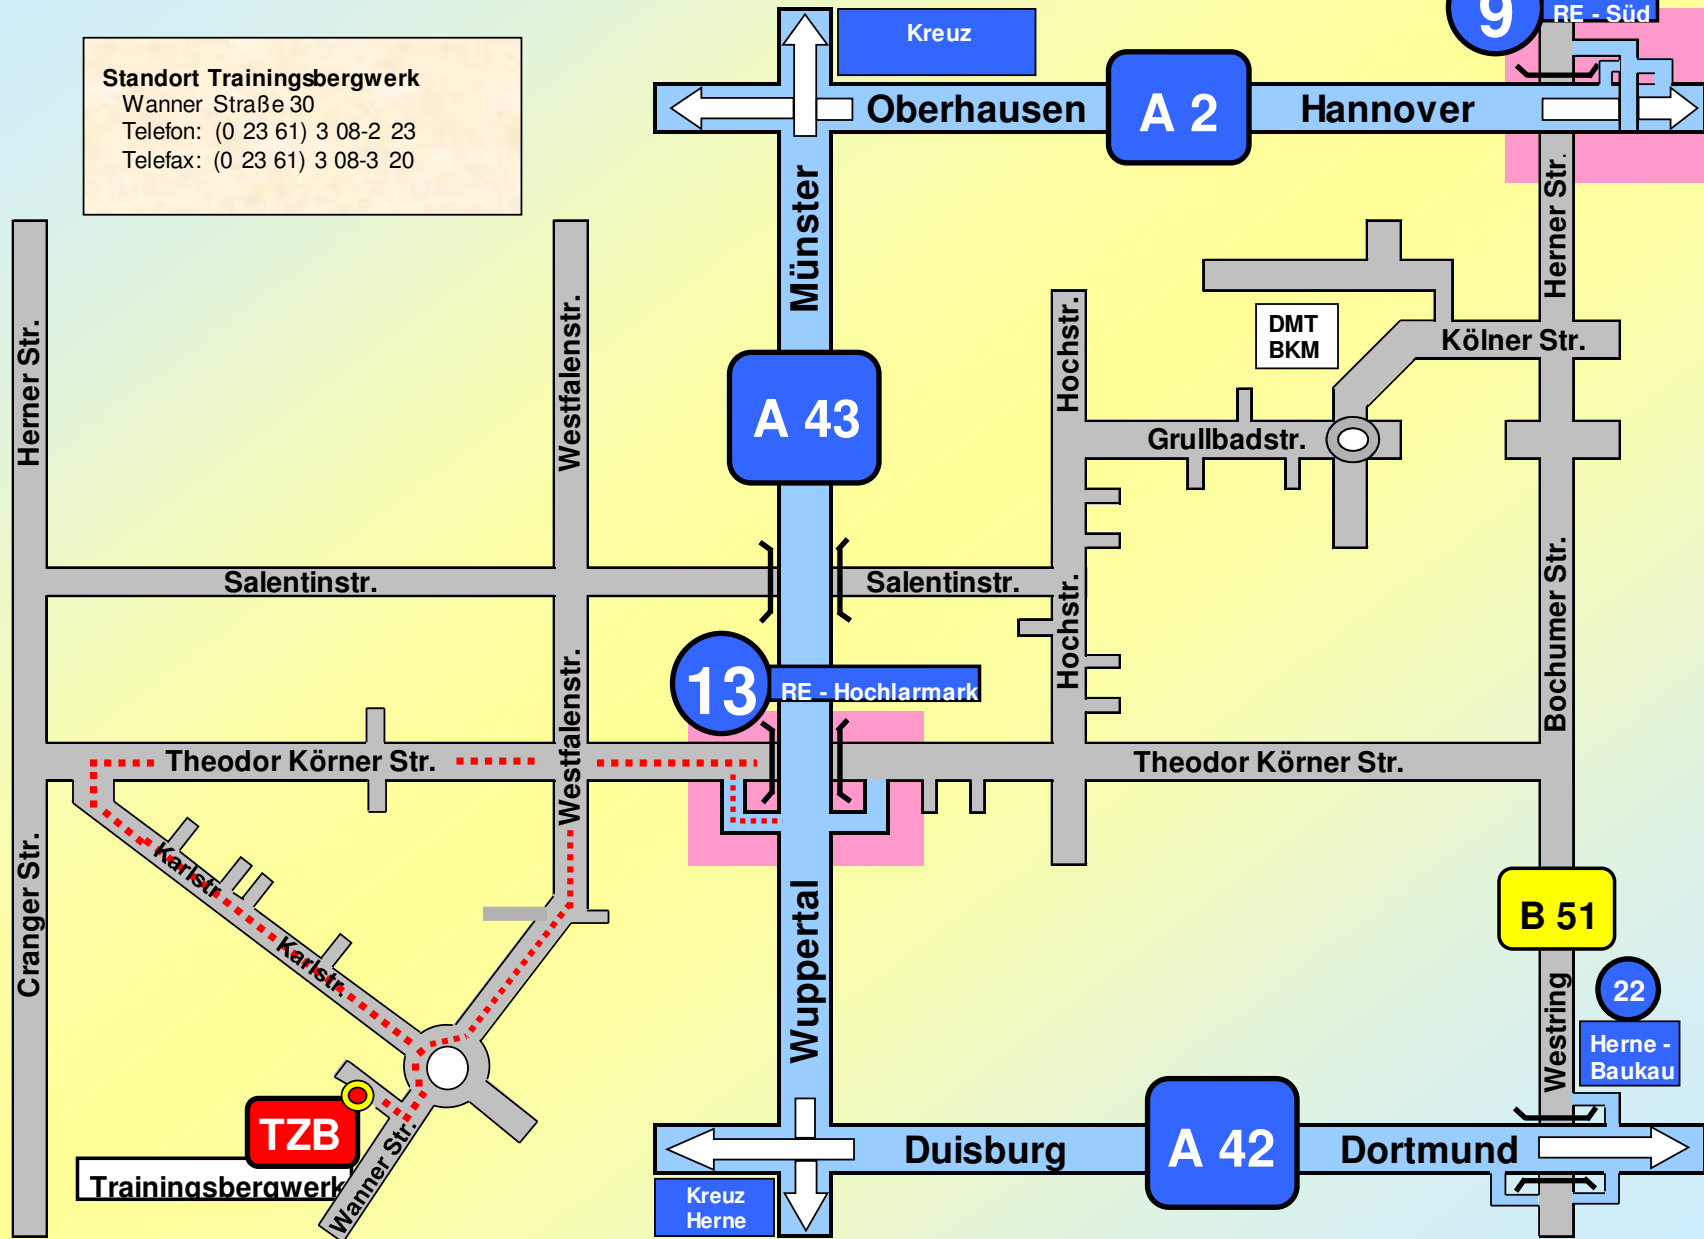 9
RE - Süd
Kreuz
Standort Trainingsbergwerk
Wanner Straße 30
Telefon: (0 23 61) 3 08-2 23
Telefax: (0 23 61) 3 08-3 20
Oberhausen
A 2
Hannover
Münster
Herner Str.
Herner Str.
Westfalenstr.
Hochstr.
DMT
BKM
Kölner Str.
A 43
Grullbadstr.
Salentinstr.
Salentinstr.
Hochstr.
Bochumer Str.
13
RE - Hochlarmark
Westfalenstr.
Theodor Körner Str.
Theodor Körner Str.
Karlstr.
Karlstr.
Cranger Str.
Wuppertal
B 51
Westring
22
Herne -
Baukau
TZB
Trainingsbergwerk
Wanner Str.
Duisburg
A 42
Dortmund
Kreuz
Herne